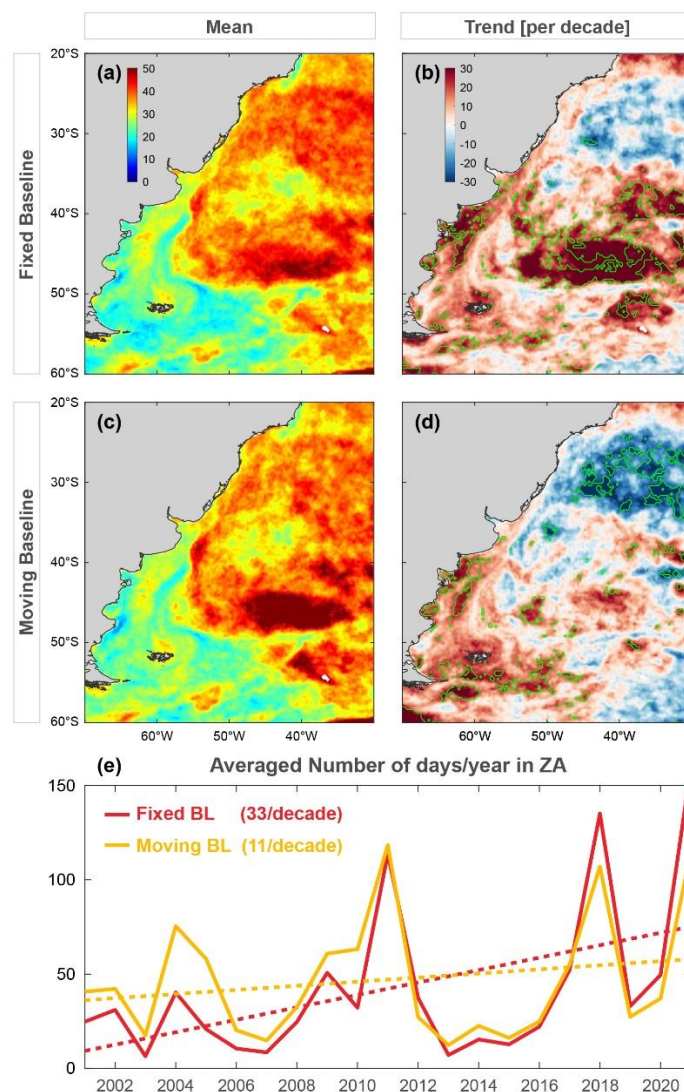 Mean
Trend [per decade]
Fixed Baseline
20°S
30°S
40°S
50°S
60°S
(a)
50
40
30
20
10
0
(b)
30
20
10
0
-10
-20
-30
Moving Baseline
20°S
30°S
40°S
50°S
60°S
(c)
(d)
60°W
50°W
40°W
60°W
50°W
40°W
(e) Averaged Number of days/year in ZA
150
100
50
0
Fixed BL (33/decade)
Moving BL (11/decade)
2002 2004 2006 2008 2010 2012 2014 2016 2018 2020